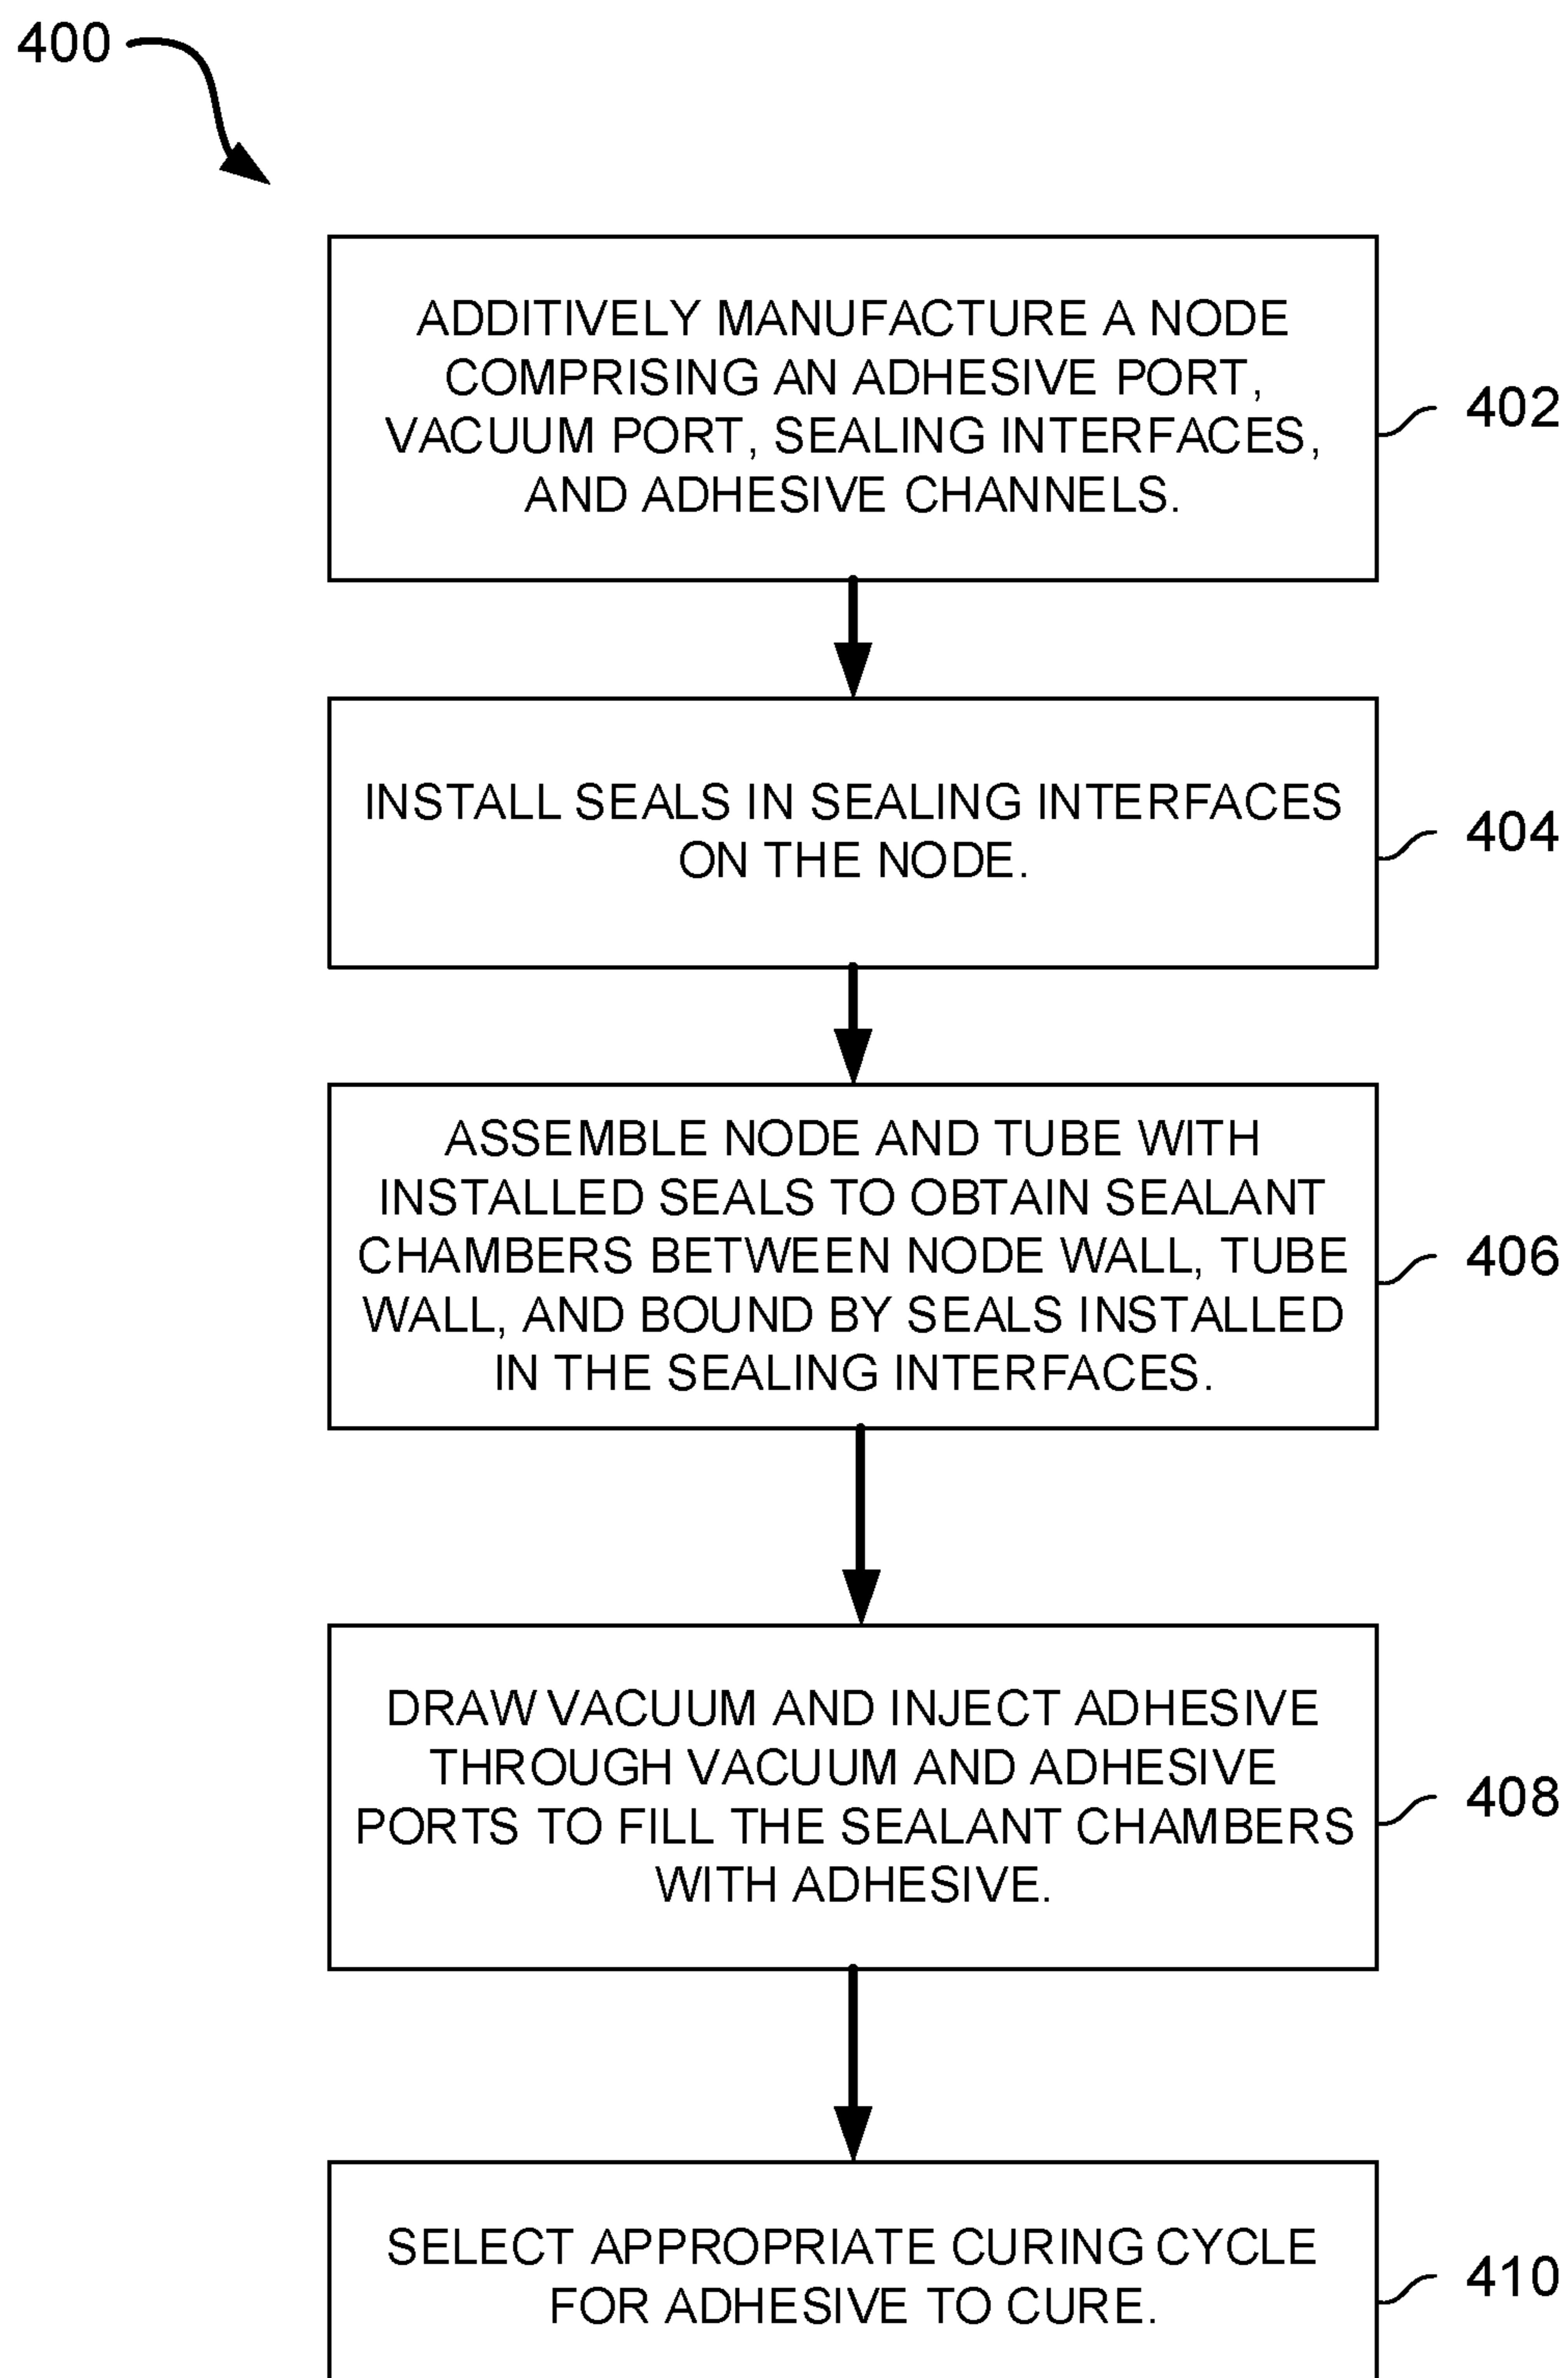 400
ADDITIVELY MANUFACTURE A NODE
COMPRISING AN ADHESIVE PORT,
VACUUM PORT, SEALING INTERFACES,
AND ADHESIVE CHANNELS.
402
INSTALL SEALS IN SEALING INTERFACES
ON THE NODE.
404
ASSEMBLE NODE AND TUBE WITH
INSTALLED SEALS TO OBTAIN SEALANT
CHAMBERS BETWEEN NODE WALL, TUBE
WALL, AND BOUND BY SEALS INSTALLED
IN THE SEALING INTERFACES.
406
DRAW VACUUM AND INJECT ADHESIVE
THROUGH VACUUM AND ADHESIVE
PORTS TO FILL THE SEALANT CHAMBERS
WITH ADHESIVE.
408
SELECT APPROPRIATE CURING CYCLE
FOR ADHESIVE TO CURE.
410